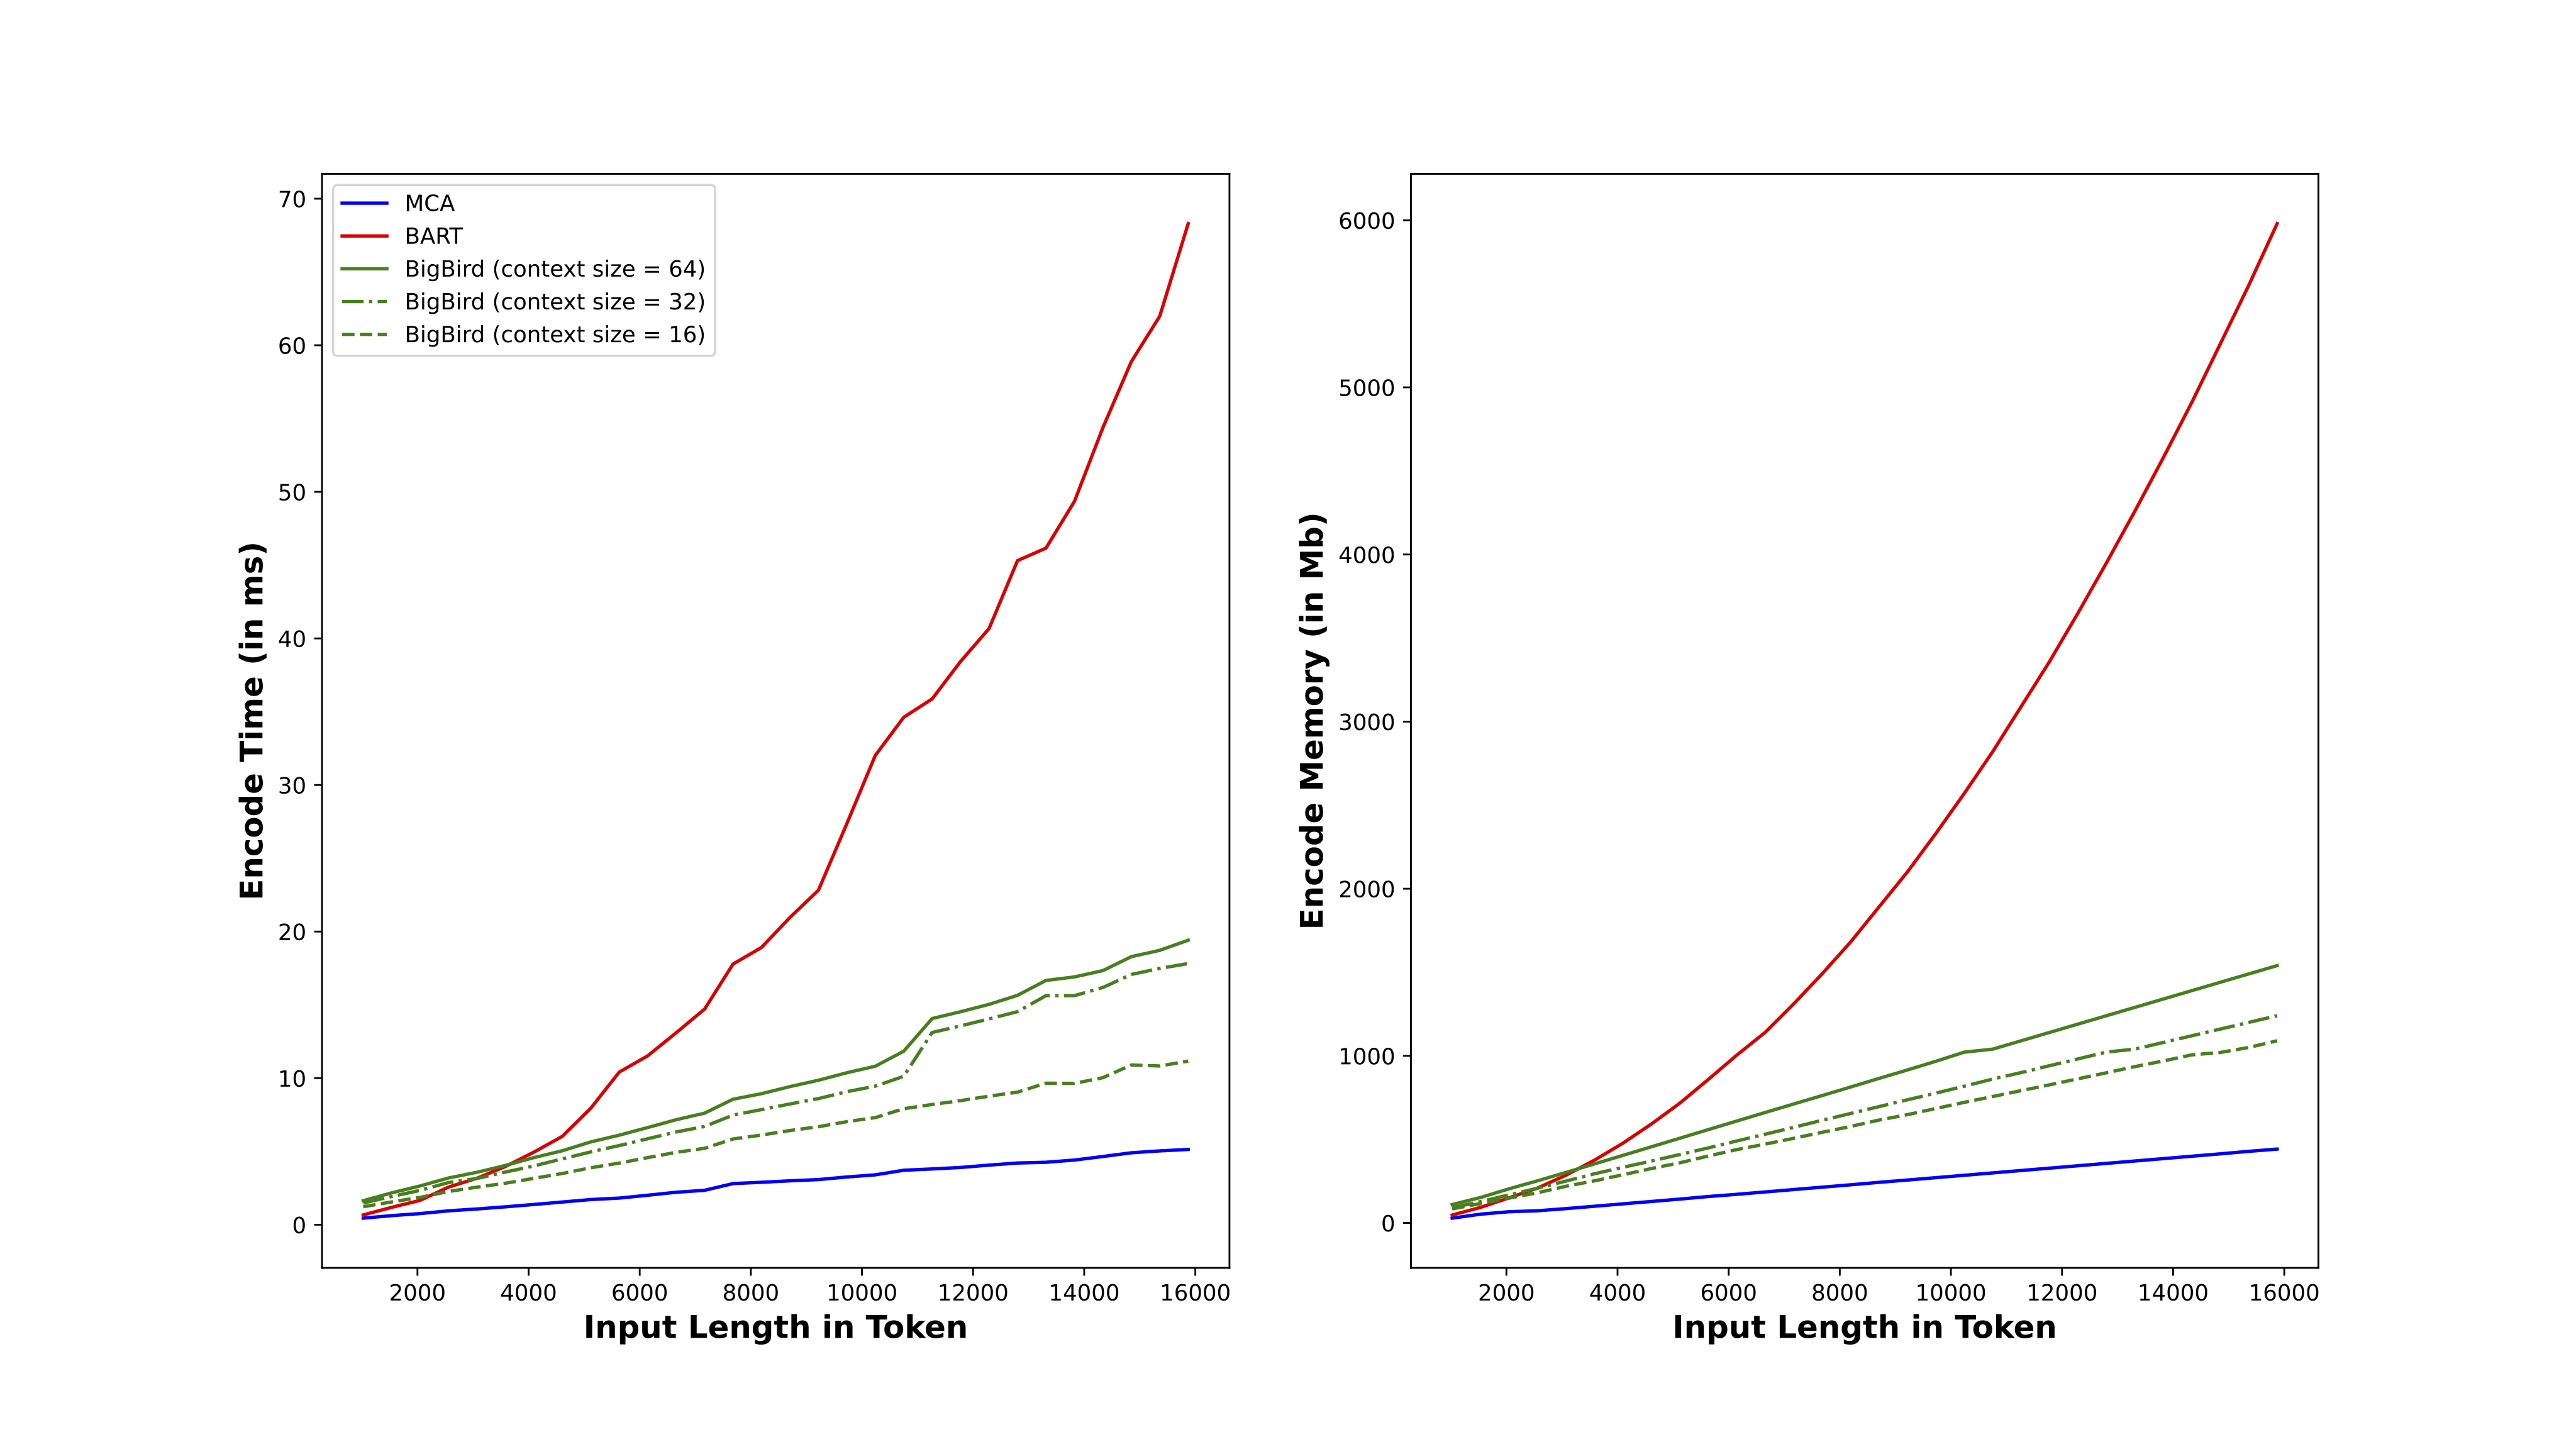 MCA
BART
BigBird (context size = 64)
BigBird (context size = 32)
BigBird (context size = 16)
70
60
50
40
30
20
10
0
Encode Time (in ms)
2000 4000 6000 8000 10000 12000 14000 16000
Input Length in Token
6000
5000
4000
3000
2000
1000
0
Encode Memory (in Mb)
2000 4000 6000 8000 10000 12000 14000 16000
Input Length in Token